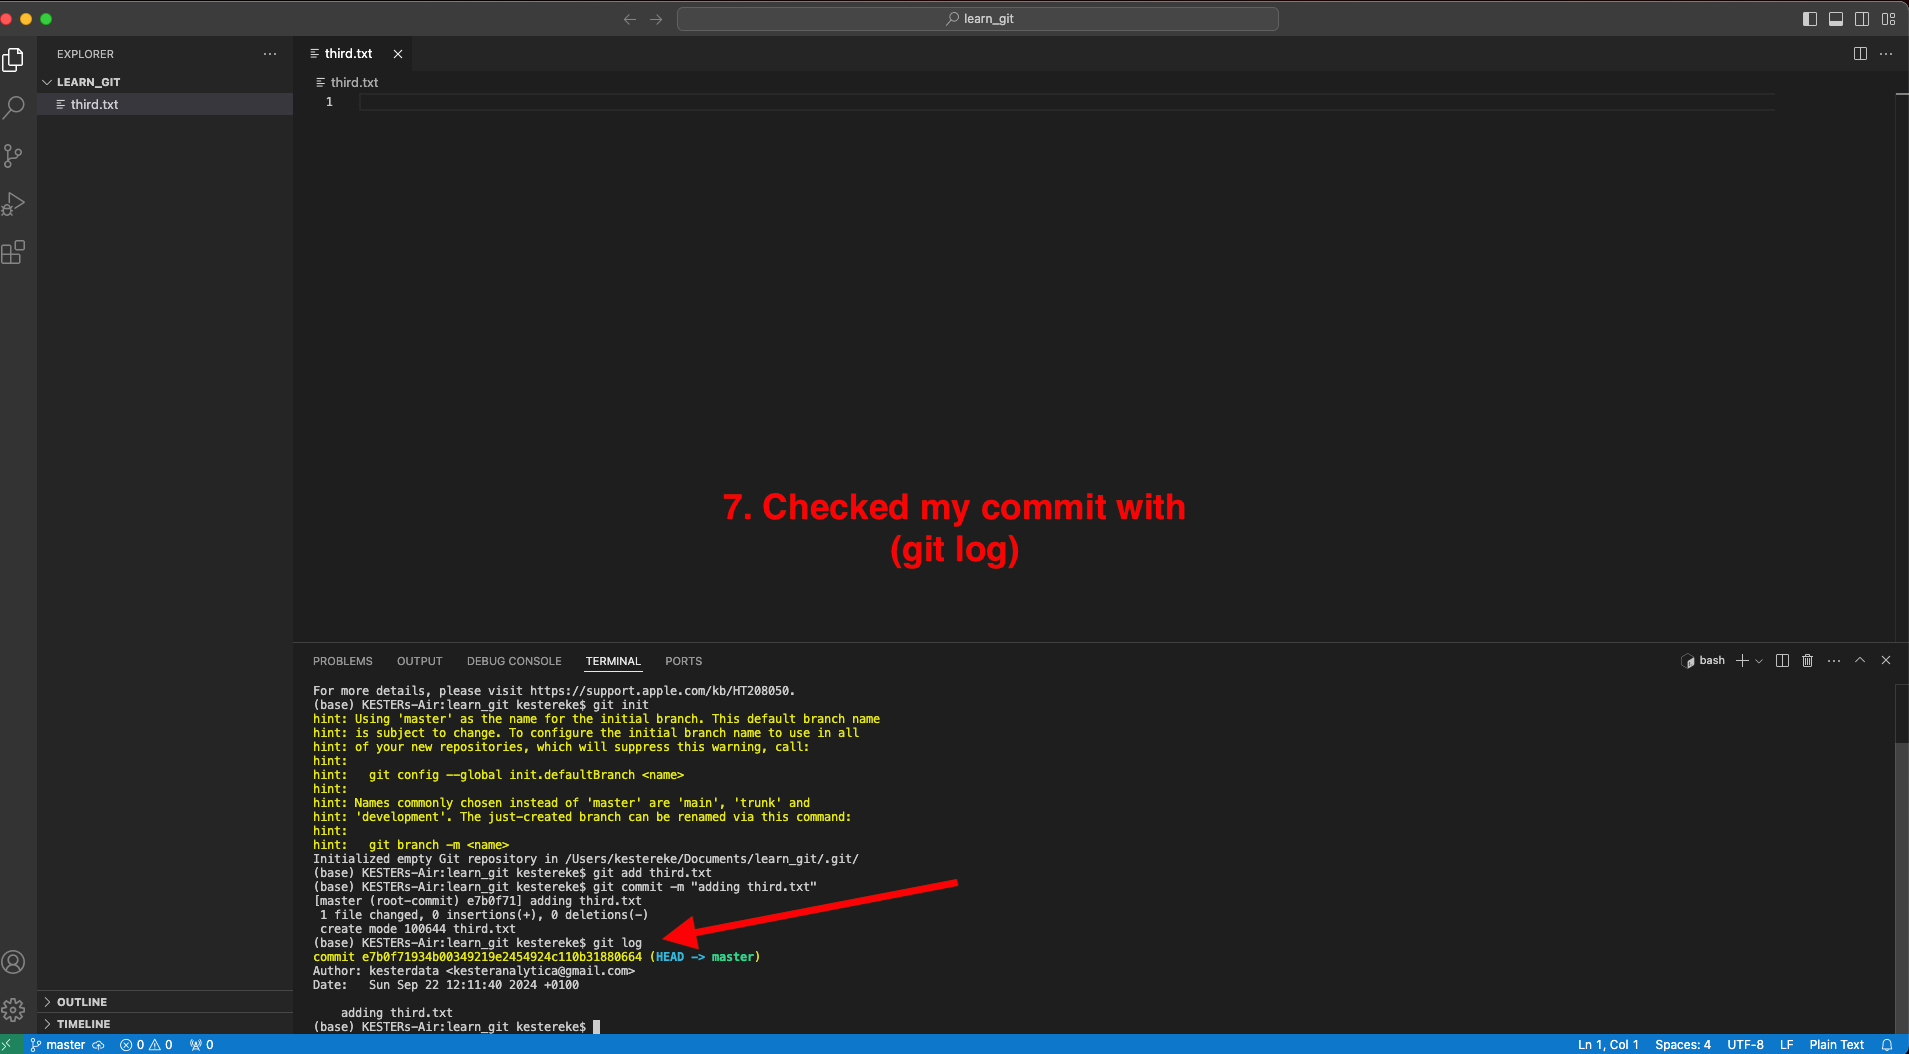 learn_git
EXPLORER
LEARN_GIT
third.txt
third.txt
third.txt
1
7. Checked my commit with
(git log)
PROBLEMS OUTPUT DEBUG CONSOLE TERMINAL PORTS
bash
For more details, please visit https://support.apple.com/kb/HT208050.
(base) KESTERs-Air:learn_git kestereke$ git init
hint: Using 'master' as the name for the initial branch. This default branch name
hint: is subject to change. To configure the initial branch name to use in all
hint: of your new repositories, which will suppress this warning, call:
hint:
hint:   git config --global init.defaultBranch <name>
hint:
hint: Names commonly chosen instead of 'master' are 'main', 'trunk' and
hint: 'development'. The just-created branch can be renamed via this command:
hint:
hint:   git branch -m <name>
Initialized empty Git repository in /Users/kestereke/Documents/learn_git/.git/
(base) KESTERs-Air:learn_git kestereke$ git add third.txt
(base) KESTERs-Air:learn_git kestereke$ git commit -m "adding third.txt"
[master (root-commit) e7b0f71] adding third.txt
 1 file changed, 0 insertions(+), 0 deletions(-)
 create mode 100644 third.txt
(base) KESTERs-Air:learn_git kestereke$ git log
commit e7b0f71934b00349219e2454924c110b31880664 (HEAD -> master)
Author: kesterdata <kesteranalytica@gmail.com>
Date:   Sun Sep 22 12:11:40 2024 +0100
    adding third.txt
(base) KESTERs-Air:learn_git kestereke$
OUTLINE
TIMELINE
master 0 0 0
Ln 1, Col 1 Spaces: 4 UTF-8 LF Plain Text